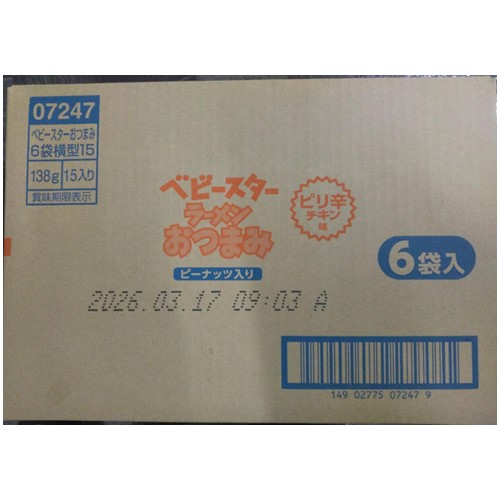 07247
ベビースターおつまみ
6袋横型15
138g 15入り
賞味期限表示
ベビースター
ラーメン
おつまみ
ピーナッツ入り
ピリ辛
チキン
味
6袋入
2026.03.17 09:03 A
149 02775 07247 9